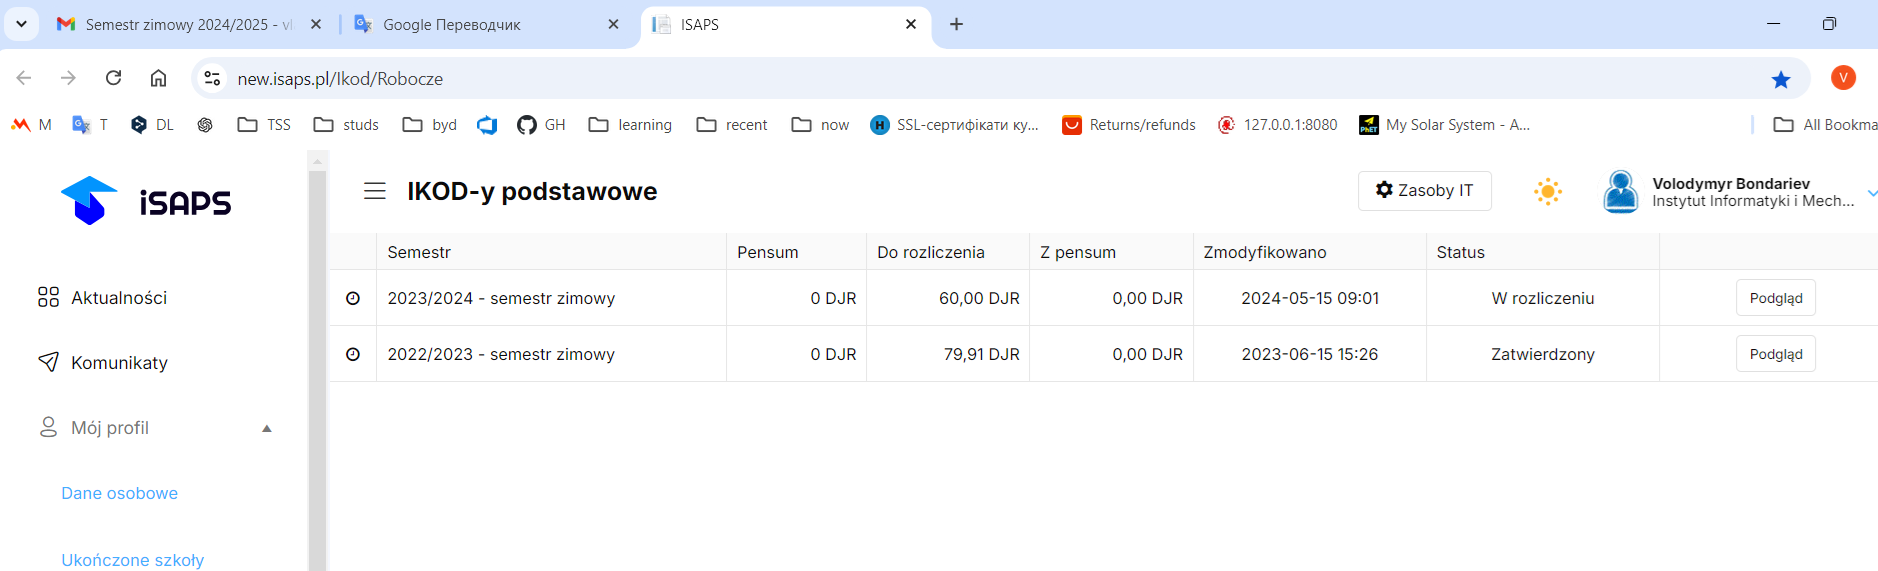 Semestr zimowy 2024/2025 - vl
Google Переводчик
ISAPS
new.isaps.pl/Ikod/Robocze
V
M T DL TSS studs byd GH learning recent now SSL-сертифікати ку... Returns/refunds 127.0.0.1:8080 My Solar System - A... All Bookma
iSAPS
IKOD-y podstawowe
Zasoby IT
Volodymyr Bondariev
Instytut Informatyki i Mech...
Semestr Pensum Do rozliczenia Z pensum Zmodyfikowano Status
2023/2024 - semestr zimowy 0 DJR 60,00 DJR 0,00 DJR 2024-05-15 09:01 W rozliczeniu Podgląd
2022/2023 - semestr zimowy 0 DJR 79,91 DJR 0,00 DJR 2023-06-15 15:26 Zatwierdzony Podgląd
Aktualności
Komunikaty
Mój profil
Dane osobowe
Ukończone szkoły